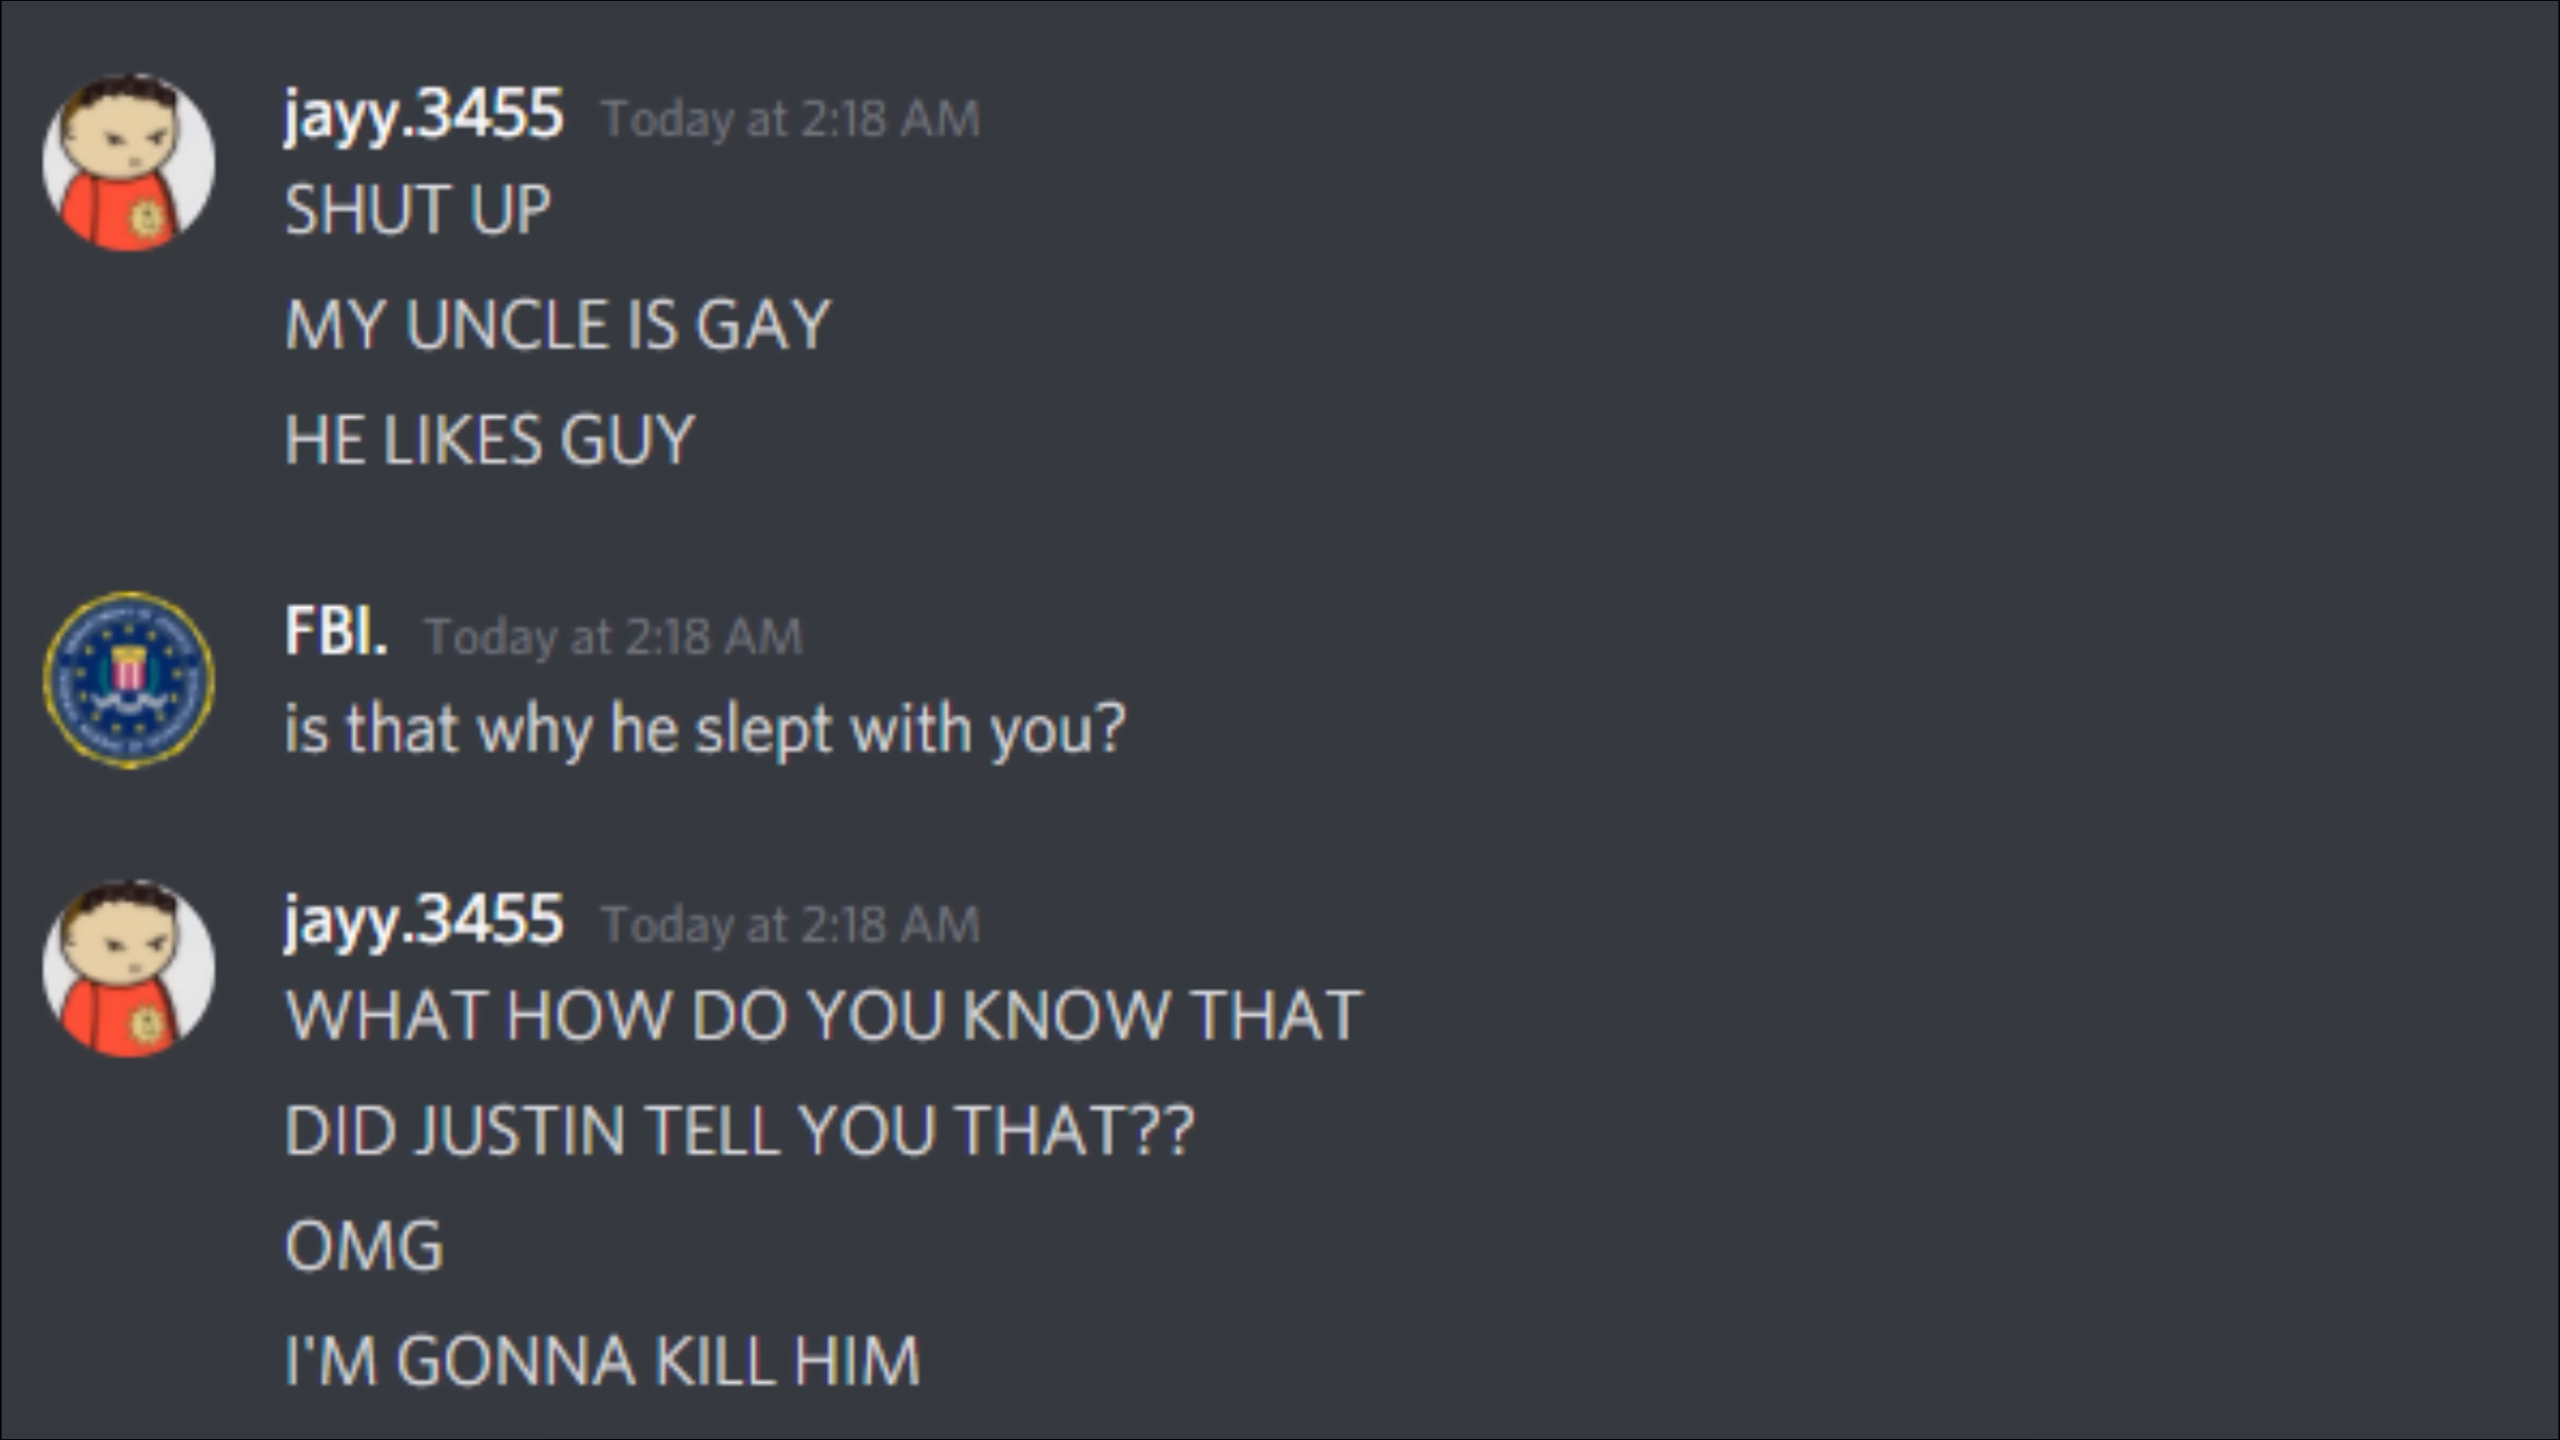 jayy.3455 Today at 2:18 AM
SHUT UP
MY UNCLE IS GAY
HE LIKES GUY
FBI. Today at 2:18 AM
is that why he slept with you?
jayy.3455 Today at 2:18 AM
WHAT HOW DO YOU KNOW THAT
DID JUSTIN TELL YOU THAT??
OMG
I'M GONNA KILL HIM